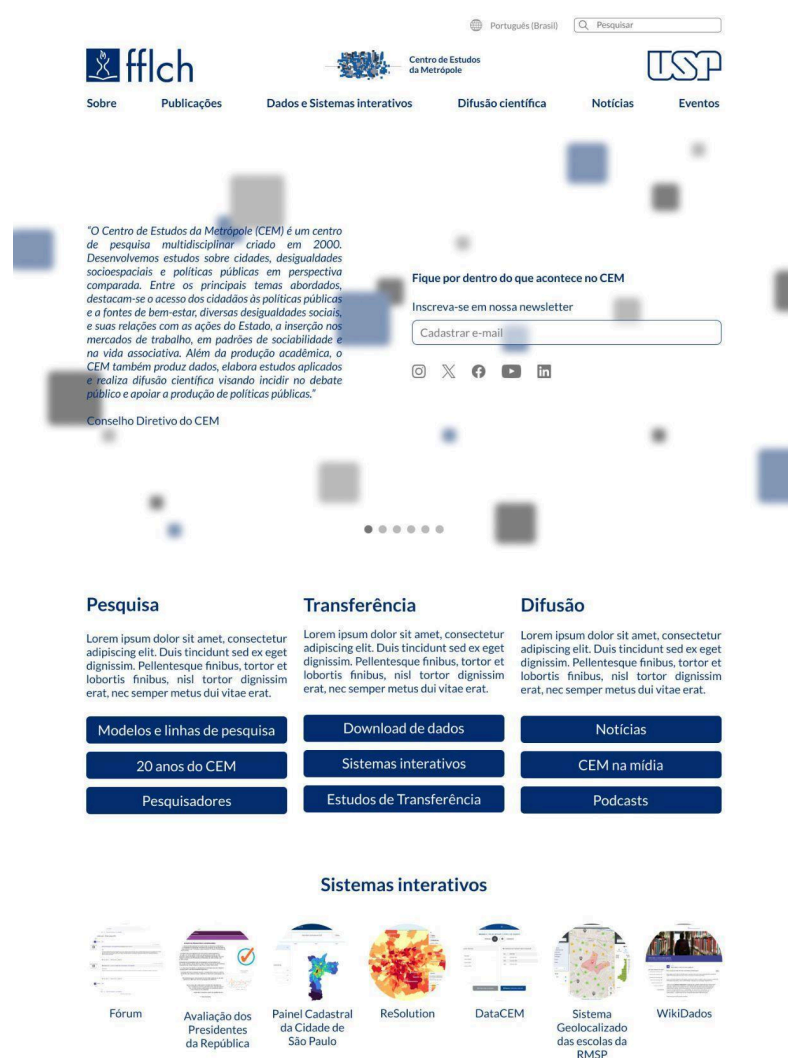 Português (Brasil)
Pesquisar
fflch
Centro de Estudos
da Metrópole
USP
Sobre
Publicações
Dados e Sistemas interativos
Difusão científica
Notícias
Eventos
"O Centro de Estudos da Metrópole (CEM) é um centro
de pesquisa multidisciplinar criado em 2000.
Desenvolvemos estudos sobre cidades, desigualdades
socioespaciais e políticas públicas em perspectiva
comparada. Entre os principais temas abordados,
destacam-se o acesso dos cidadãos às políticas públicas
e a fontes de bem-estar, diversas desigualdades sociais,
e suas relações com as ações do Estado, a inserção nos
mercados de trabalho, em padrões de sociabilidade e
na vida associativa. Além da produção acadêmica, o
CEM também produz dados, elabora estudos aplicados
e realiza difusão científica visando incidir no debate
público e apoiar a produção de políticas públicas."
Conselho Diretivo do CEM
Fique por dentro do que acontece no CEM
Inscreva-se em nossa newsletter
Cadastrar e-mail
Pesquisa
Lorem ipsum dolor sit amet, consectetur
adipiscing elit. Duis tincidunt sed ex eget
dignissim. Pellentesque finibus, tortor et
lobortis finibus, nisl tortor dignissim
erat, nec semper metus dui vitae erat.
Modelos e linhas de pesquisa
20 anos do CEM
Pesquisadores
Transferência
Lorem ipsum dolor sit amet, consectetur
adipiscing elit. Duis tincidunt sed ex eget
dignissim. Pellentesque finibus, tortor et
lobortis finibus, nisl tortor dignissim
erat, nec semper metus dui vitae erat.
Download de dados
Sistemas interativos
Estudos de Transferência
Difusão
Lorem ipsum dolor sit amet, consectetur
adipiscing elit. Duis tincidunt sed ex eget
dignissim. Pellentesque finibus, tortor et
lobortis finibus, nisl tortor dignissim
erat, nec semper metus dui vitae erat.
Notícias
CEM na mídia
Podcasts
Sistemas interativos
Fórum
Avaliação dos
Presidentes
da República
Painel Cadastral
da Cidade de
São Paulo
ReSolution
DataCEM
Sistema
Geolocalizado
das escolas da
RMSP
WikiDados